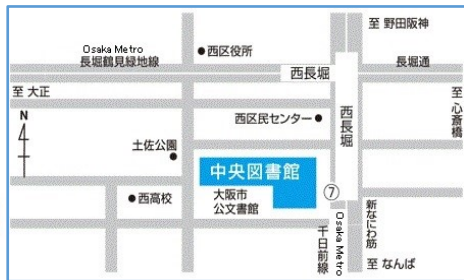 至 野田阪神
Osaka Metro
長堀鶴見緑地線
西区役所
西長堀
長堀通
至 大正
西区民センター
西長堀
至 心斎橋
N
土佐公園
中央図書館
西高校
大阪市
公文書館
⑦
Osaka Metro
千日前線
新なにわ筋
至 なんば